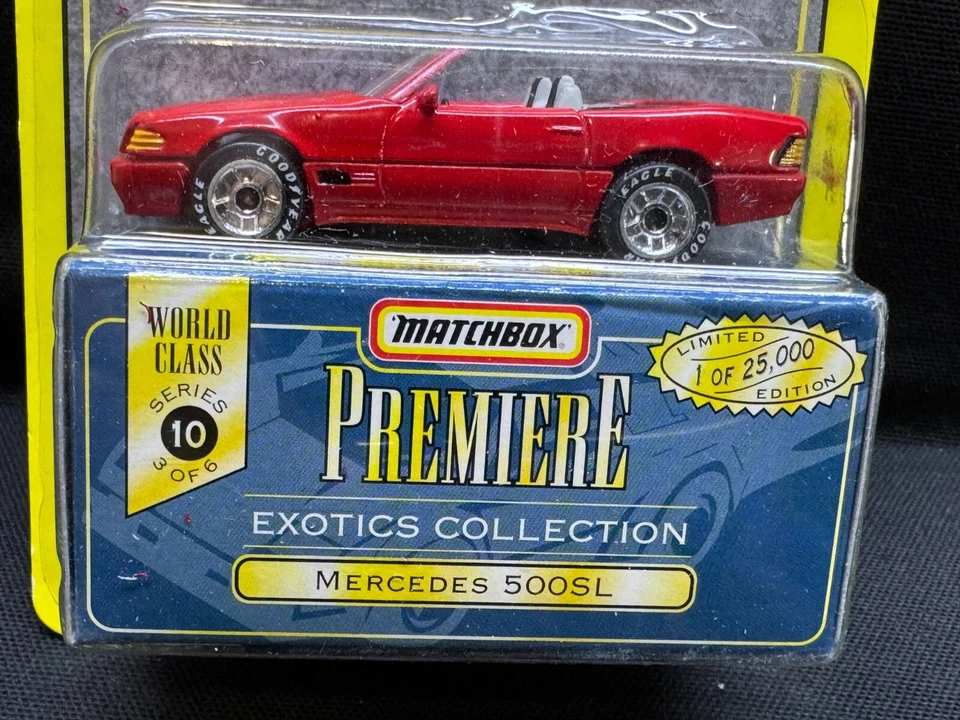 GOODYEAR
EAGLE
EAGLE
GOODYEAR
WORLD
CLASS
SERIES
10
3 OF 6
'MATCHBOX'
®
LIMITED
1 OF 25,000
EDITION
PREMIERE
EXOTICS COLLECTION
MERCEDES 500SL